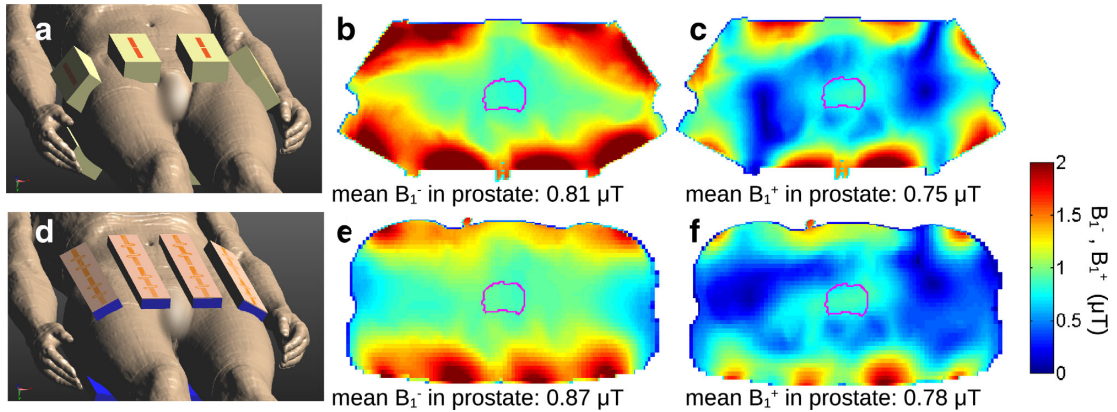 a
b
c
mean B₁⁻ in prostate: 0.81 µT
mean B₁⁺ in prostate: 0.75 µT
d
e
f
mean B₁⁻ in prostate: 0.87 µT
mean B₁⁺ in prostate: 0.78 µT
2
1.5
1
0.5
0
B₁⁻ , B₁⁺ (µT)